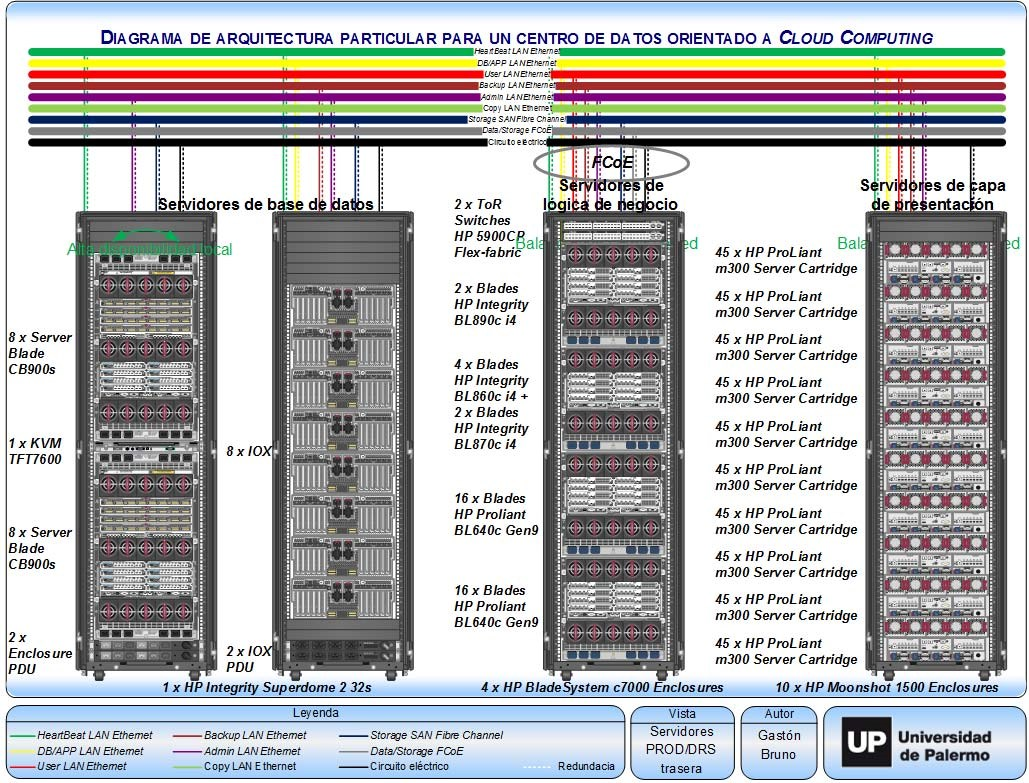 DIAGRAMA DE ARQUITECTURA PARTICULAR PARA UN CENTRO DE DATOS ORIENTADO A CLOUD COMPUTING
HeartBeat LAN Ethernet
DB/APP LAN Ethernet
User LAN Ethernet
Backup LAN Ethernet
Admin LAN Ethernet
Copy LAN Ethernet
Storage SAN Fibre Channel
Data/Storage FCoE
Circuito eléctrico
FCoE
Servidores de base de datos
Alta disponibilidad local
8 x Server
Blade
CB900s
1 x KVM
TFT7600
8 x Server
Blade
CB900s
2 x
Enclosure
PDU
8 x IOX
2 x IOX
PDU
1 x HP Integrity Superdome 2 32s
Servidores de
lógica de negocio
2 x ToR
Switches
HP 5900CP
Flex-fabric
2 x Blades
HP Integrity
BL890c i4
4 x Blades
HP Integrity
BL860c i4 +
2 x Blades
HP Integrity
BL870c i4
16 x Blades
HP Proliant
BL640c Gen9
16 x Blades
HP Proliant
BL640c Gen9
4 x HP BladeSystem c7000 Enclosures
Servidores de capa
de presentación
45 x HP ProLiant
m300 Server Cartridge
45 x HP ProLiant
m300 Server Cartridge
45 x HP ProLiant
m300 Server Cartridge
45 x HP ProLiant
m300 Server Cartridge
45 x HP ProLiant
m300 Server Cartridge
45 x HP ProLiant
m300 Server Cartridge
45 x HP ProLiant
m300 Server Cartridge
45 x HP ProLiant
m300 Server Cartridge
45 x HP ProLiant
m300 Server Cartridge
45 x HP ProLiant
m300 Server Cartridge
10 x HP Moonshot 1500 Enclosures
Leyenda
HeartBeat LAN Ethernet
Backup LAN Ethernet
Storage SAN Fibre Channel
DB/APP LAN Ethernet
Admin LAN Ethernet
Data/Storage FCoE
User LAN Ethernet
Copy LAN Ethernet
Circuito eléctrico
Redundacia
Vista
Servidores
PROD/DRS
trasera
Autor
Gastón
Bruno
UP
Universidad
de Palermo